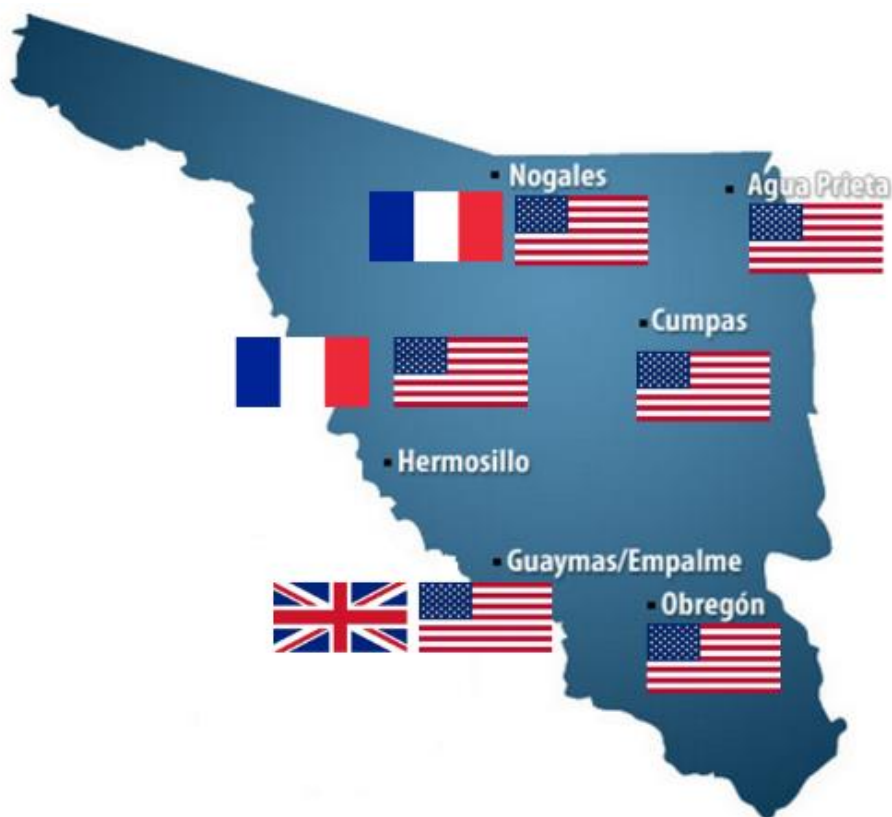 Nogales
Agua Prieta
Cumpas
Hermosillo
Guaymas/Empalme
Obregón